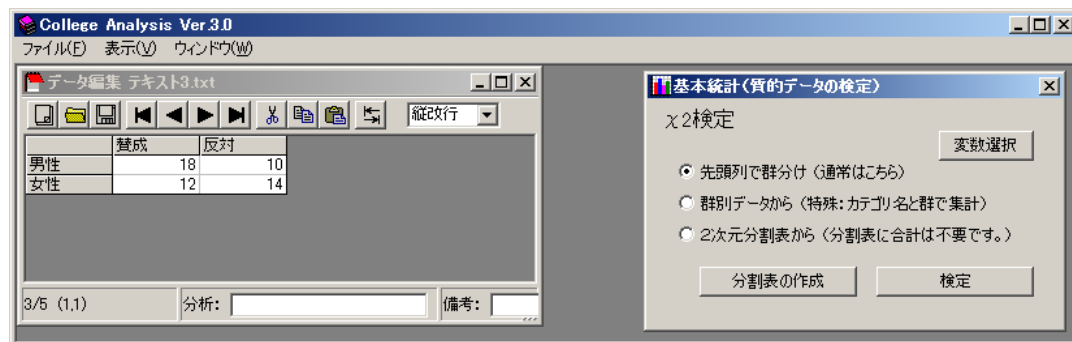 College Analysis Ver.3.0
ファイル(F) 表示(V) ウィンドウ(W)
データ編集 テキスト3.txt
縦改行
賛成 反対
男性 18 10
女性 12 14
3/5 (1,1) 分析: 備考:
基本統計(質的データの検定)
χ2検定
変数選択
先頭列で群分け (通常はこちら)
群別データから (特殊:カテゴリ名と群で集計)
2次元分割表から (分割表に合計は不要です。)
分割表の作成 検定